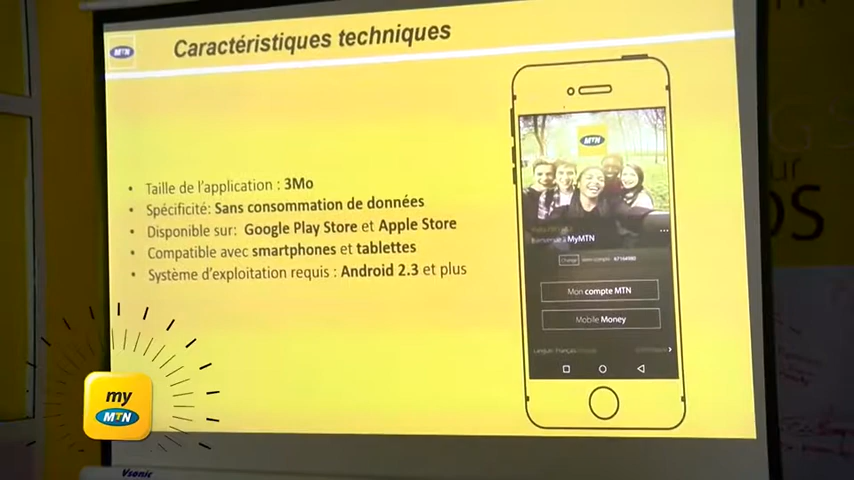 MTN
Caractéristiques techniques
• Taille de l'application : 3Mo
• Spécificité: Sans consommation de données
• Disponible sur: Google Play Store et Apple Store
• Compatible avec smartphones et tablettes
• Système d'exploitation requis : Android 2.3 et plus
MTN
Bienvenue à MyMTN
Mon compte MTN
Mobile Money
my
MTN
Vsonic